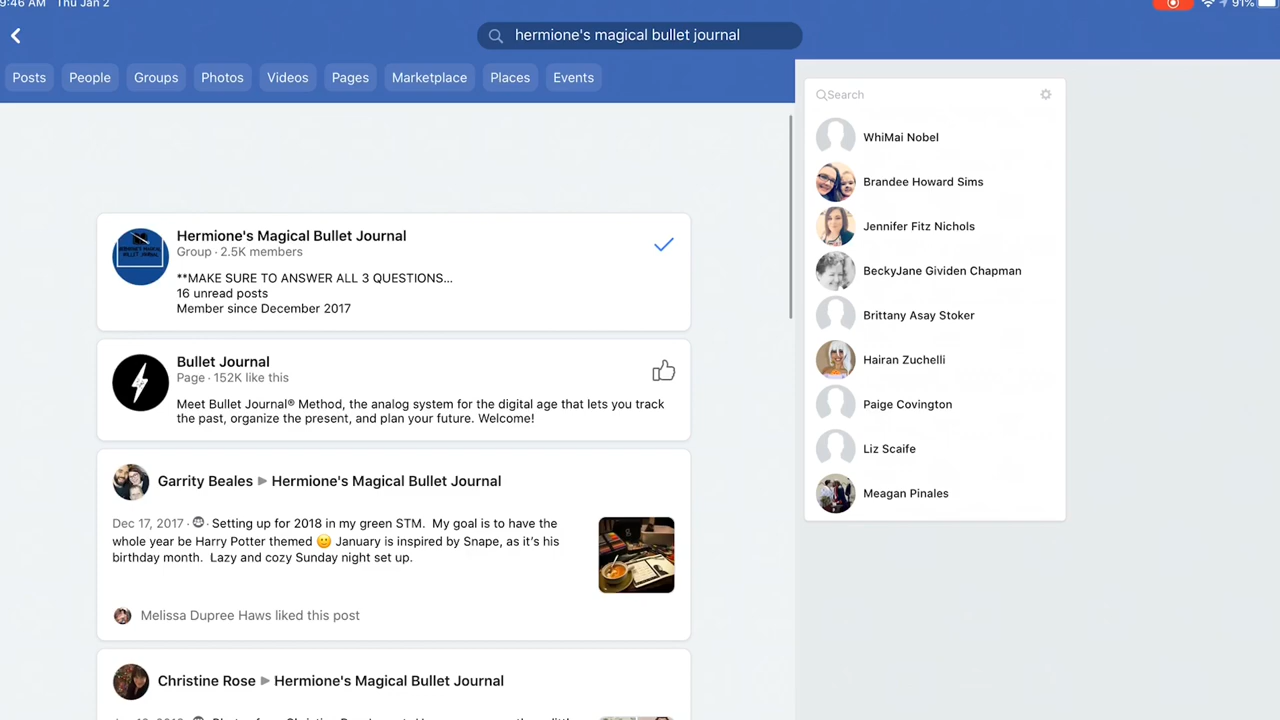 9:46 AM Thu Jan 2
91%
hermione's magical bullet journal
Posts
People
Groups
Photos
Videos
Pages
Marketplace
Places
Events
Hermione's Magical Bullet Journal
Group · 2.5K members
**MAKE SURE TO ANSWER ALL 3 QUESTIONS...
16 unread posts
Member since December 2017
Bullet Journal
Page · 152K like this
Meet Bullet Journal® Method, the analog system for the digital age that lets you track
the past, organize the present, and plan your future. Welcome!
Garrity Beales ▶ Hermione's Magical Bullet Journal
Dec 17, 2017 · Setting up for 2018 in my green STM. My goal is to have the
whole year be Harry Potter themed 🙂 January is inspired by Snape, as it's his
birthday month. Lazy and cozy Sunday night set up.
Melissa Dupree Haws liked this post
Christine Rose ▶ Hermione's Magical Bullet Journal
Search
WhiMai Nobel
Brandee Howard Sims
Jennifer Fitz Nichols
BeckyJane Gividen Chapman
Brittany Asay Stoker
Hairan Zuchelli
Paige Covington
Liz Scaife
Meagan Pinales